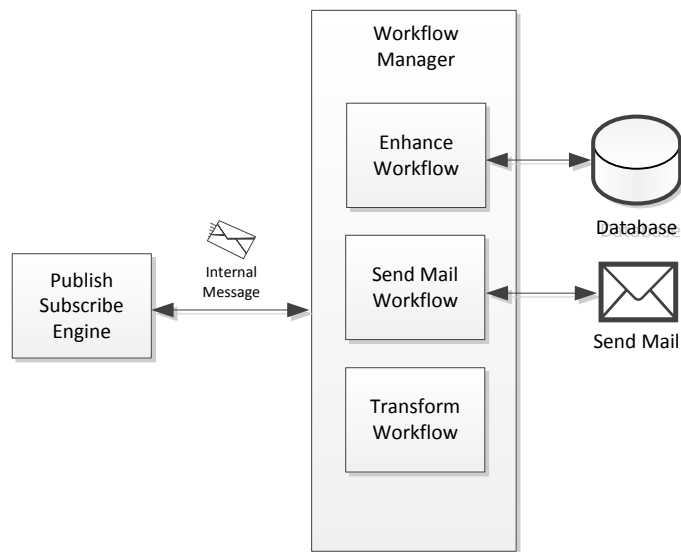 Workflow
Manager
Enhance
Workflow
Database
Internal
Message
Publish
Subscribe
Engine
Send Mail
Workflow
Send Mail
Transform
Workflow